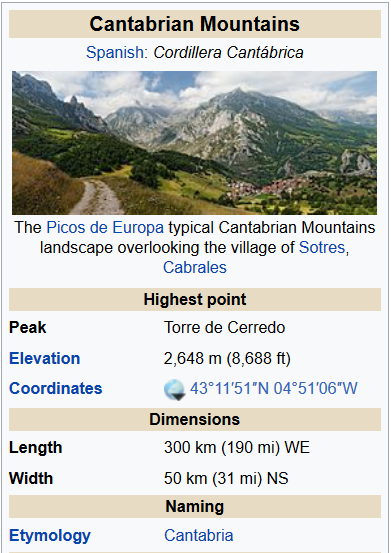 Cantabrian Mountains
Spanish: Cordillera Cantábrica
The Picos de Europa typical Cantabrian Mountains
landscape overlooking the village of Sotres,
Cabrales
Highest point
Peak Torre de Cerredo
Elevation 2,648 m (8,688 ft)
Coordinates 43°11′51″N 04°51′06″W
Dimensions
Length 300 km (190 mi) WE
Width 50 km (31 mi) NS
Naming
Etymology Cantabria